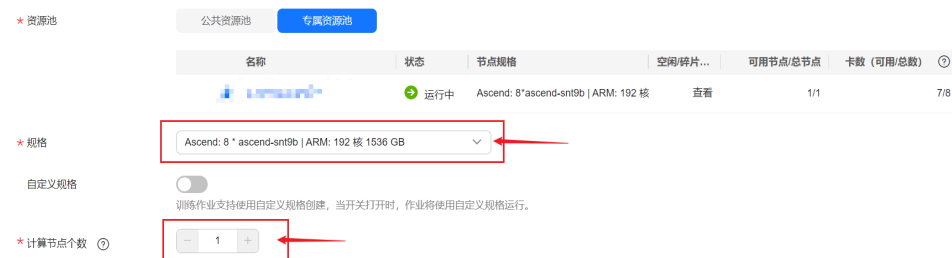 * 资源池 公共资源池 专属资源池
名称 状态 节点规格 空闲/碎片... 可用节点/总节点 卡数（可用/总数） ?
运行中 Ascend: 8*ascend-snt9b | ARM: 192 核 查看 1/1 7/8
* 规格 Ascend: 8 * ascend-snt9b | ARM: 192 核 1536 GB
自定义规格
训练作业支持使用自定义规格创建，当开关打开时，作业将使用自定义规格运行。
* 计算节点个数 ? - 1 +